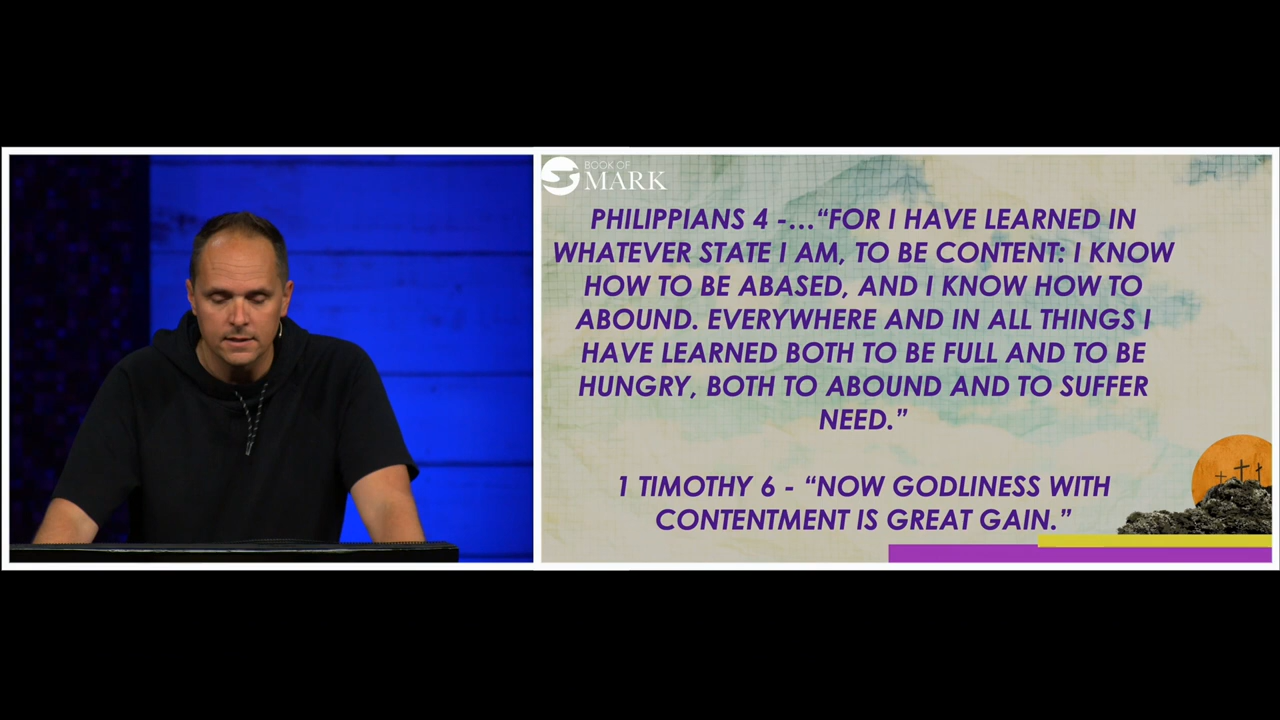 BOOK OF
MARK
PHILIPPIANS 4 -…“FOR I HAVE LEARNED IN
WHATEVER STATE I AM, TO BE CONTENT: I KNOW
HOW TO BE ABASED, AND I KNOW HOW TO
ABOUND. EVERYWHERE AND IN ALL THINGS I
HAVE LEARNED BOTH TO BE FULL AND TO BE
HUNGRY, BOTH TO ABOUND AND TO SUFFER
NEED.”
1 TIMOTHY 6 - “NOW GODLINESS WITH
CONTENTMENT IS GREAT GAIN.”